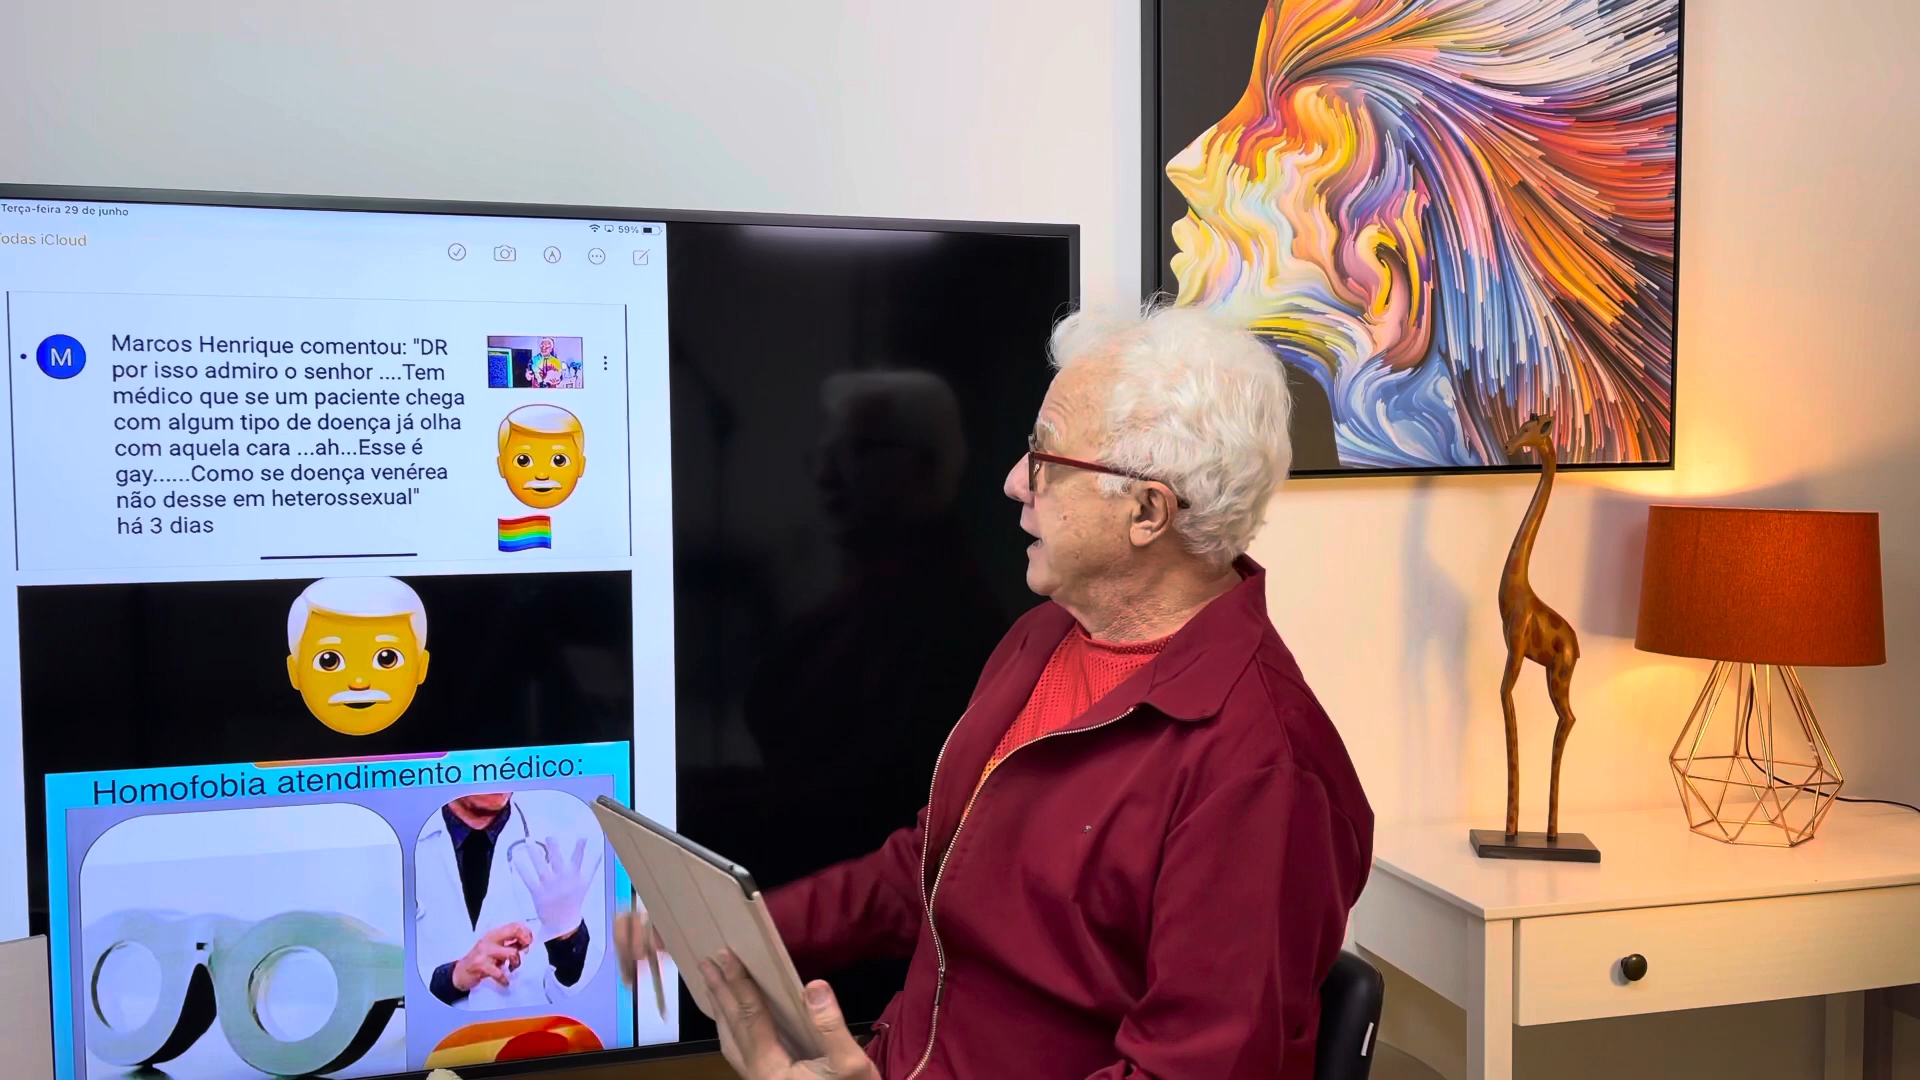 Terça-feira 29 de junho
59%
odas iCloud
M
Marcos Henrique comentou: "DR
por isso admiro o senhor ....Tem
médico que se um paciente chega
com algum tipo de doença já olha
com aquela cara ...ah...Esse é
gay......Como se doença venérea
não desse em heterossexual"
há 3 dias
Homofobia atendimento médico: